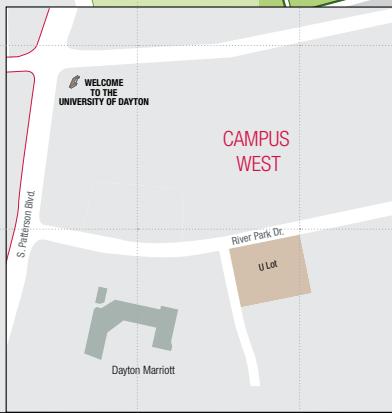 WELCOME
TO THE
UNIVERSITY OF DAYTON
CAMPUS
WEST
S. Patterson Blvd.
River Park Dr.
U Lot
Dayton Marriott